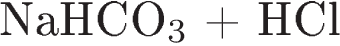 NaHCO₃ + HCl